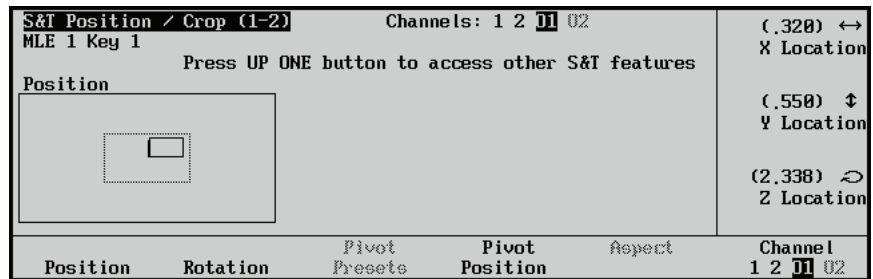 S&T Position / Crop (1-2) Channels: 1 2 D1 D2
MLE 1 Key 1
Press UP ONE button to access other S&T features
Position
(.320) ↔
X Location
(.550) ↕
Y Location
(2.338)
Z Location
Position Rotation Pivot Presets Pivot Position Aspect Channel
1 2 D1 D2